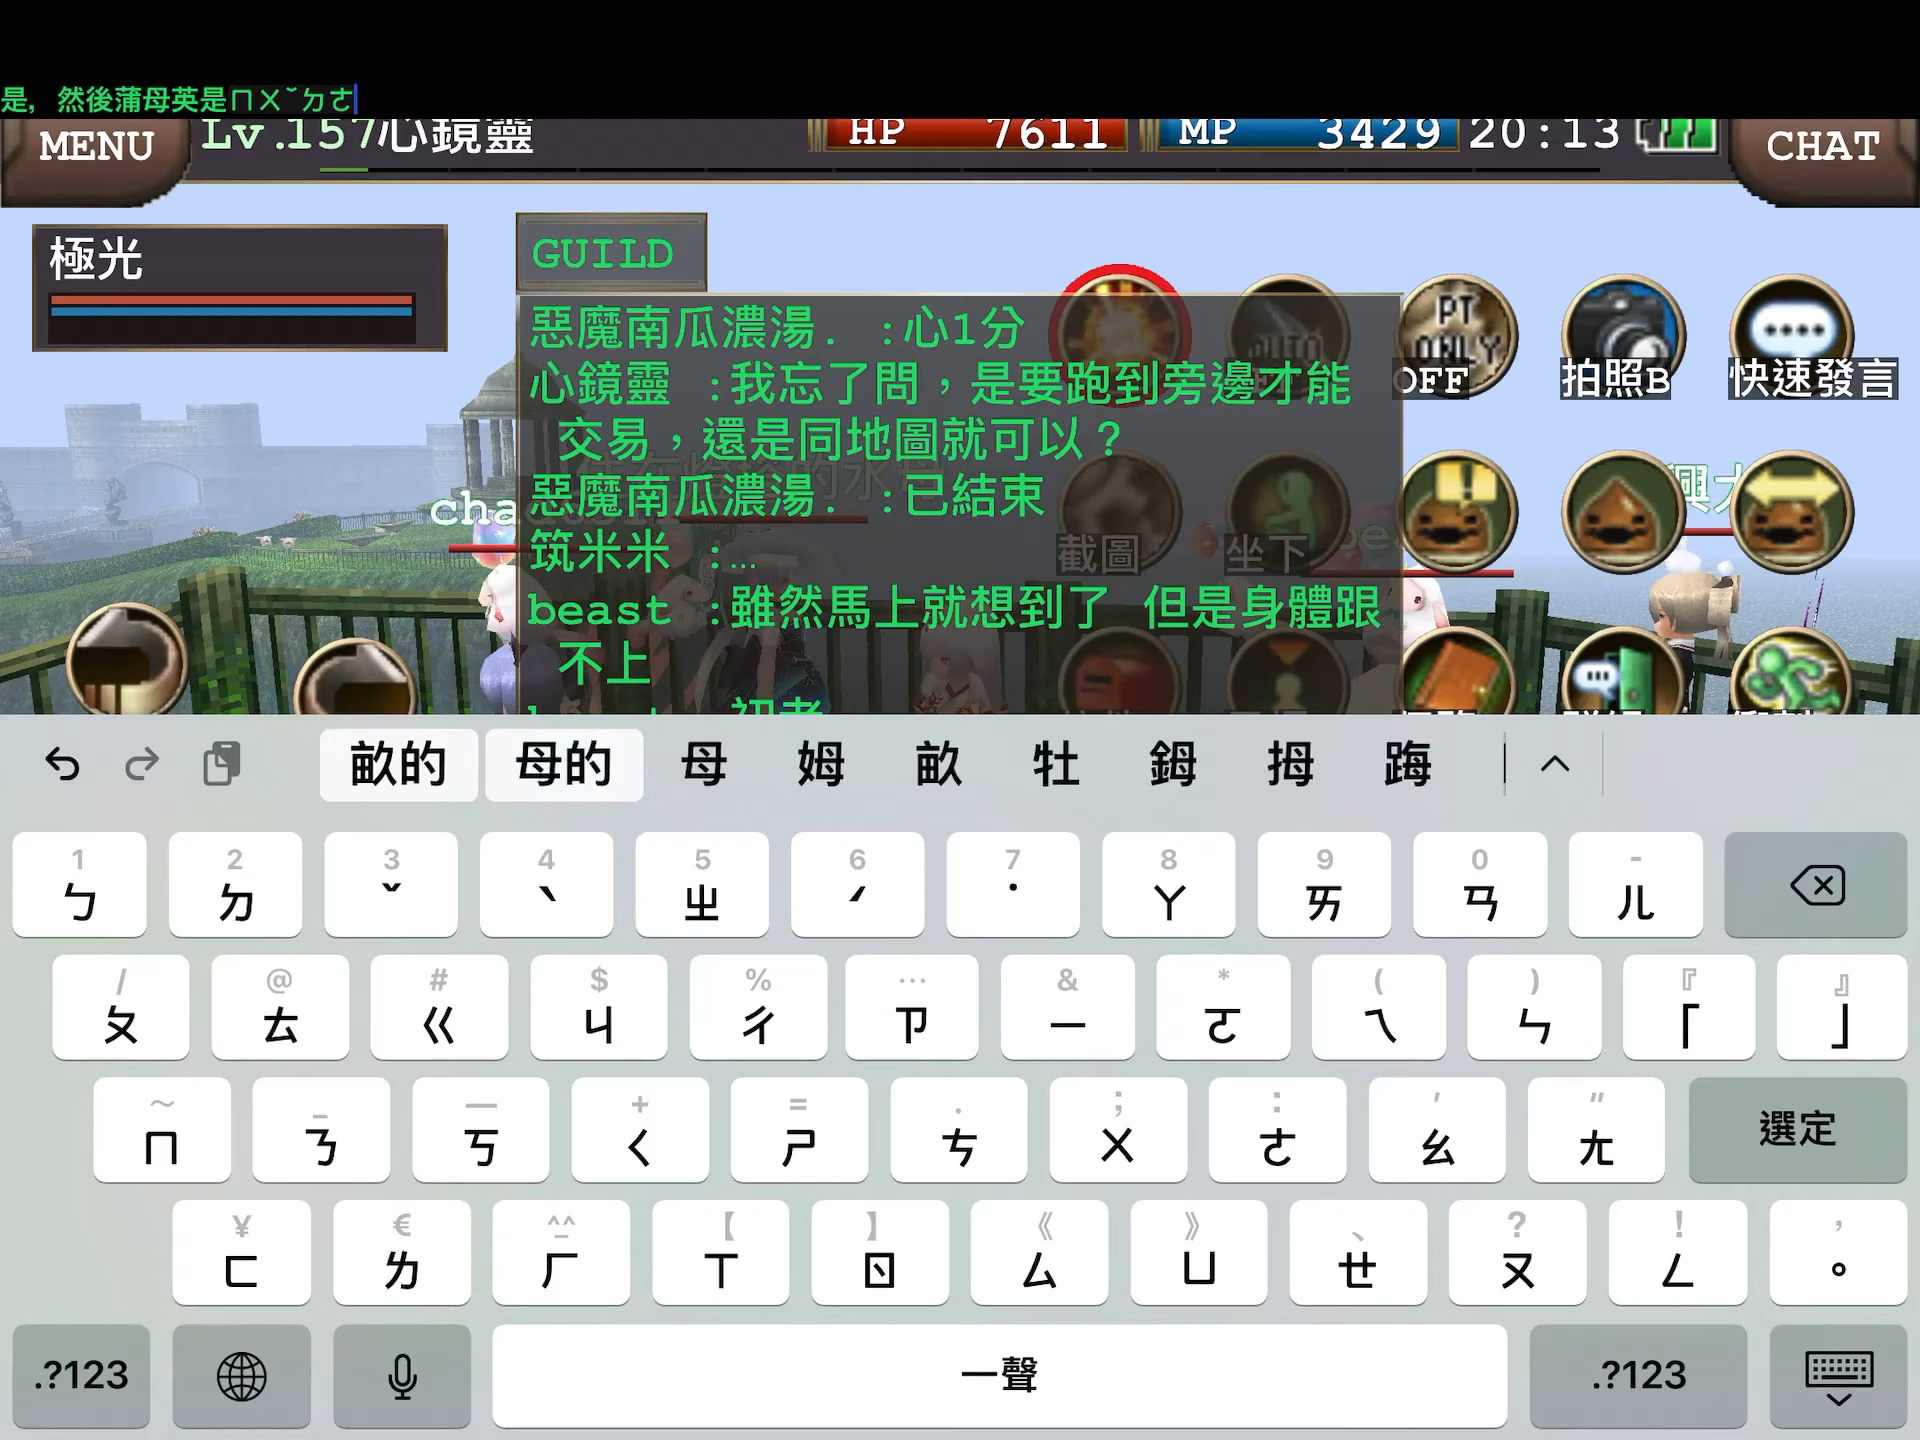 是，然後蒲母英是ㄇㄨˇㄉㄜ
MENU
Lv.157心鏡靈
HP 7611
MP 3429
20:13
CHAT
極光
GUILD
惡魔南瓜濃湯. :心1分
心鏡靈 :我忘了問，是要跑到旁邊才能
交易，還是同地圖就可以？
惡魔南瓜濃湯. :已結束
筑米米 :…
beast :雖然馬上就想到了 但是身體跟
不上
PT
ONLY
OFF
拍照B
快速發言
AUTO
cha
截圖
坐下
興大
畝的 母的 母 姆 畝 牡 鉧 拇 踇
1 2 3 4 5 6 7 8 9 0 -
ㄅ ㄉ ˇ ˋ ㄓ ˊ ˙ ㄚ ㄞ ㄢ ㄦ
/ @ # $ % … & * ( ) 『 』
ㄆ ㄊ ㄍ ㄐ ㄔ ㄗ ㄧ ㄛ ㄟ ㄣ 「 」
～ _ — + = . ; : ′ ″
ㄇ ㄋ ㄎ ㄑ ㄕ ㄘ ㄨ ㄜ ㄠ ㄤ 選定
¥ € ^_^ 【 】 《 》 、 ? ! ，
ㄈ ㄌ ㄏ ㄒ ㄖ ㄙ ㄩ ㄝ ㄡ ㄥ 。
.?123 一聲 .?123